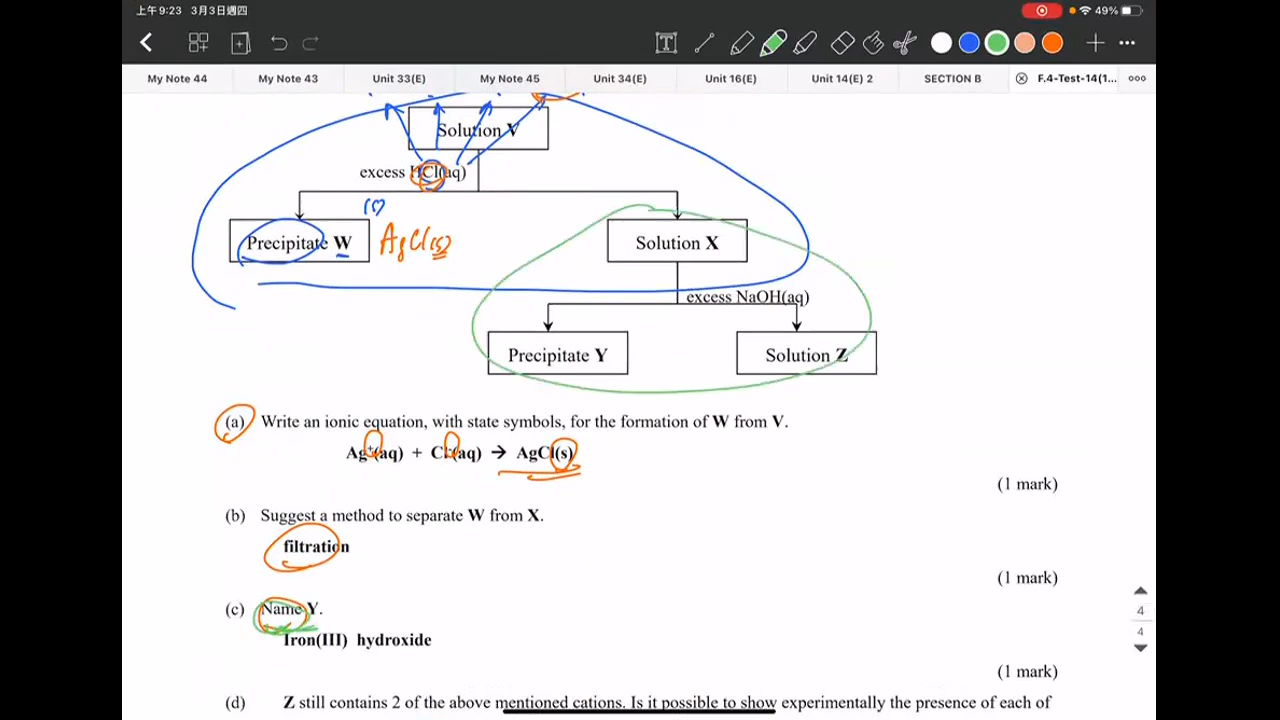 上午9:23 3月3日週四
49%
T
My Note 44 My Note 43 Unit 33(E) My Note 45 Unit 34(E) Unit 16(E) Unit 14(E) 2 SECTION B F.4-Test-14(1...
Solution V
excess HCl(aq)
(1)
Precipitate W AgCl(s) Solution X
excess NaOH(aq)
Precipitate Y Solution Z
(a) Write an ionic equation, with state symbols, for the formation of W from V.
Ag⁺(aq) + Cl⁻(aq) → AgCl(s)
(1 mark)
(b) Suggest a method to separate W from X.
filtration
(1 mark)
(c) Name Y.
4
Iron(III) hydroxide
4
(1 mark)
(d) Z still contains 2 of the above mentioned cations. Is it possible to show experimentally the presence of each of